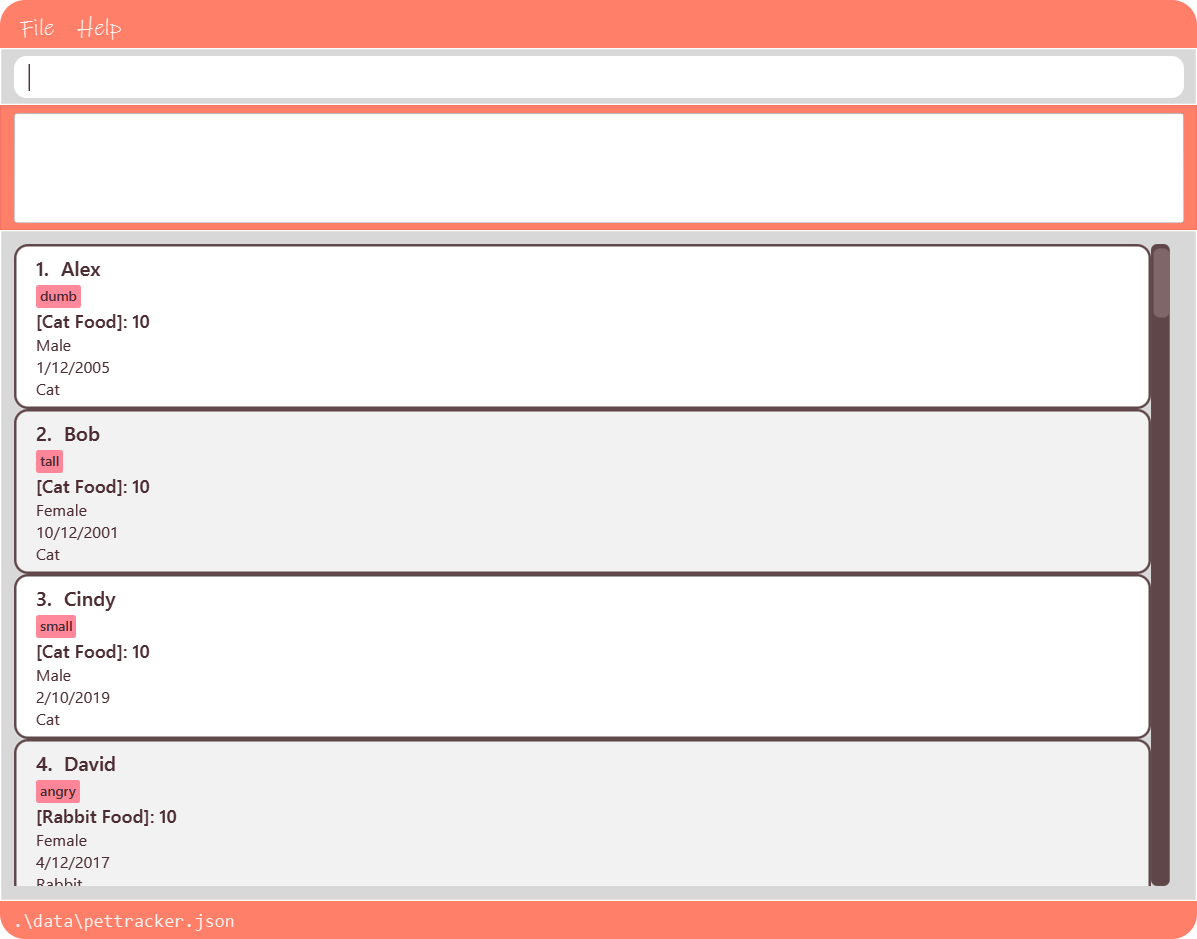 File Help
1. Alex
dumb
[Cat Food]: 10
Male
1/12/2005
Cat
2. Bob
tall
[Cat Food]: 10
Female
10/12/2001
Cat
3. Cindy
small
[Cat Food]: 10
Male
2/10/2019
Cat
4. David
angry
[Rabbit Food]: 10
Female
4/12/2017
Rabbit
.\data\pettracker.json